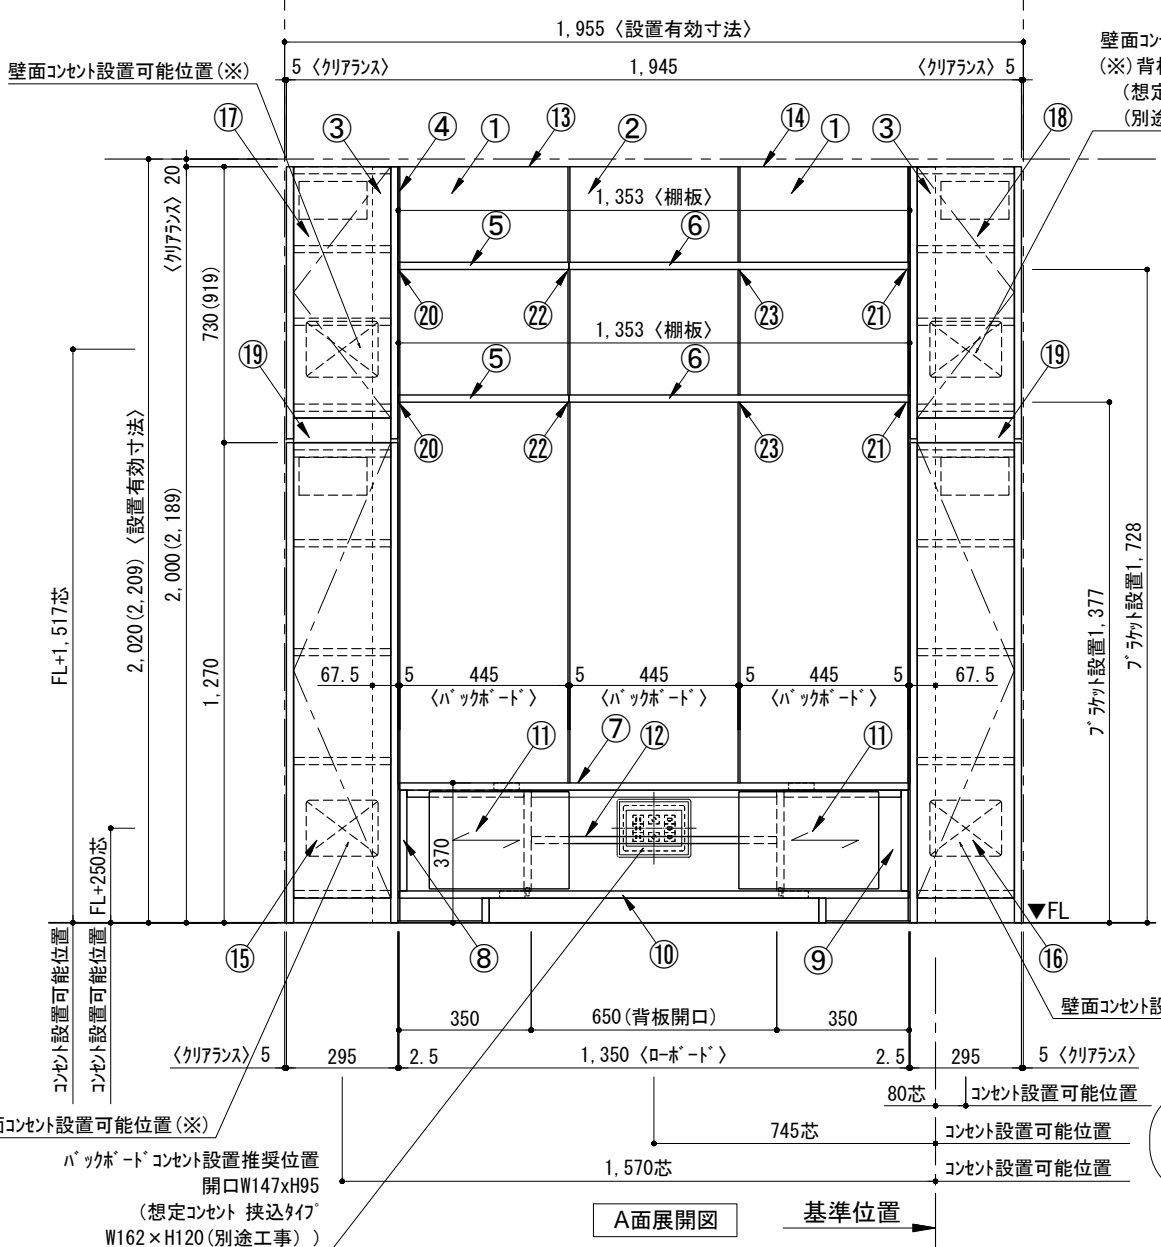 1,955〈設置有効寸法〉
壁面コンセント設置可能位置(※)
5〈クリアランス〉
1,945
〈クリアランス〉5
壁面コン
(※)背
(想定
(別途
⑰
③
④
①
⑬
②
⑭
①
③
⑱
〈クリアランス〉20
1,353〈棚板〉
⑤
⑥
730(919)
⑳
㉒
㉓
㉑
1,353〈棚板〉
⑲
⑤
⑥
⑲
⑳
㉒
㉓
㉑
2,020(2,209)〈設置有効寸法〉
2,000(2,189)
FL+1,517芯
1,270
ブラケット設置1,728
ブラケット設置1,377
67.5
5
445
5
445
5
445
5
67.5
〈バックボード〉
〈バックボード〉
〈バックボード〉
⑪
⑦
⑫
⑪
370
FL+250芯
▼FL
⑮
⑧
⑩
⑨
⑯
コンセント設置可能位置
コンセント設置可能位置
350
650(背板開口)
350
壁面コンセント設
〈クリアランス〉5
295
2.5
1,350〈ローボード〉
2.5
295
5〈クリアランス〉
80芯
コンセント設置可能位置
面コンセント設置可能位置(※)
745芯
コンセント設置可能位置
バックボードコンセント設置推奨位置
1,570芯
コンセント設置可能位置
開口W147xH95
(想定コンセント 挟込タイプ
W162×H120(別途工事))
A面展開図
基準位置